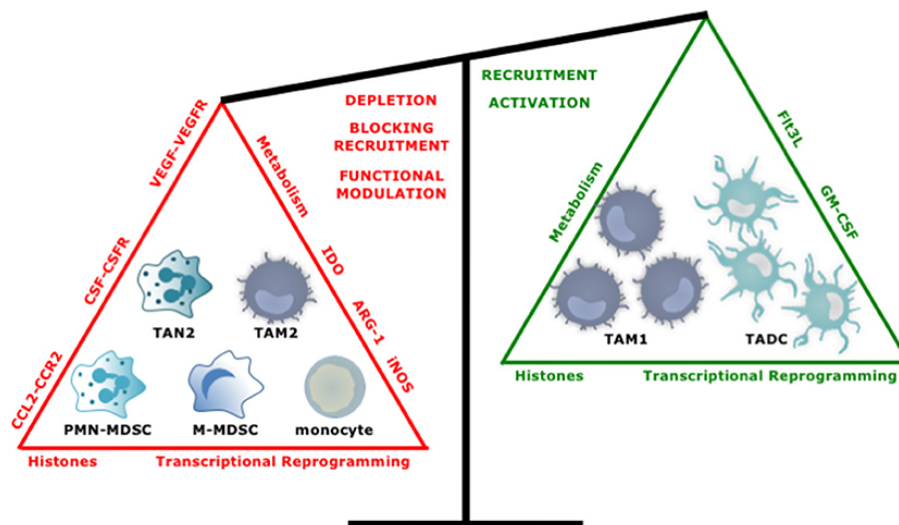 DEPLETION
BLOCKING
RECRUITMENT
FUNCTIONAL
MODULATION
RECRUITMENT
ACTIVATION
VEGF-VEGFR
CSF-CSFR
CCL2-CCR2
Metabolism
IDO
ARG-1
iNOS
TAN2
TAM2
PMN-MDSC
M-MDSC
monocyte
Histones
Transcriptional Reprogramming
Metabolism
Flt3L
GM-CSF
TAM1
TADC
Histones
Transcriptional Reprogramming